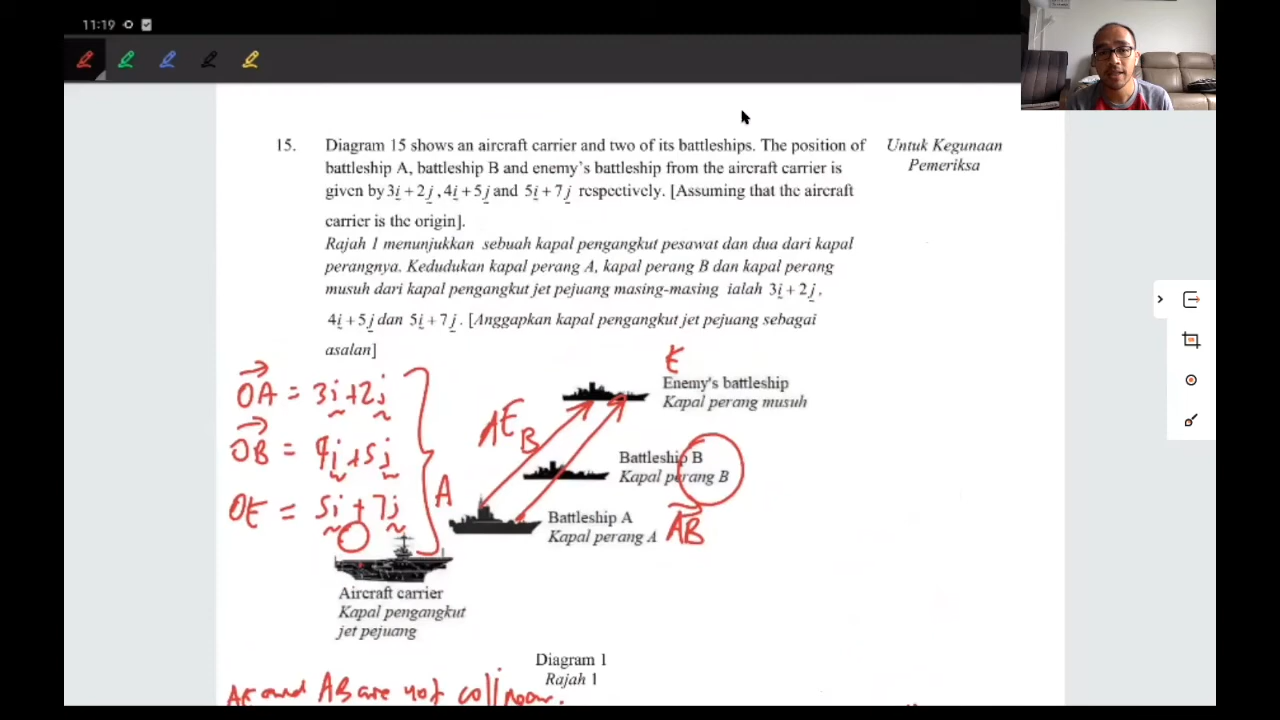 11:19
15. Diagram 15 shows an aircraft carrier and two of its battleships. The position of
battleship A, battleship B and enemy's battleship from the aircraft carrier is
given by 3i + 2j , 4i + 5j and 5i + 7j respectively. [Assuming that the aircraft
carrier is the origin].
Rajah 1 menunjukkan sebuah kapal pengangkut pesawat dan dua dari kapal
perangnya. Kedudukan kapal perang A, kapal perang B dan kapal perang
musuh dari kapal pengangkut jet pejuang masing-masing ialah 3i + 2j ,
4i + 5j dan 5i + 7j . [Anggapkan kapal pengangkut jet pejuang sebagai
asalan]
Untuk Kegunaan
Pemeriksa
OA = 3i+2j
OB = 4i+5j
OE = 5i+7j
A
AE
B
E
Enemy's battleship
Kapal perang musuh
Battleship B
Kapal perang B
Battleship A
Kapal perang A
AB
Aircraft carrier
Kapal pengangkut
jet pejuang
Diagram 1
Rajah 1
AE and AB are not collinear.